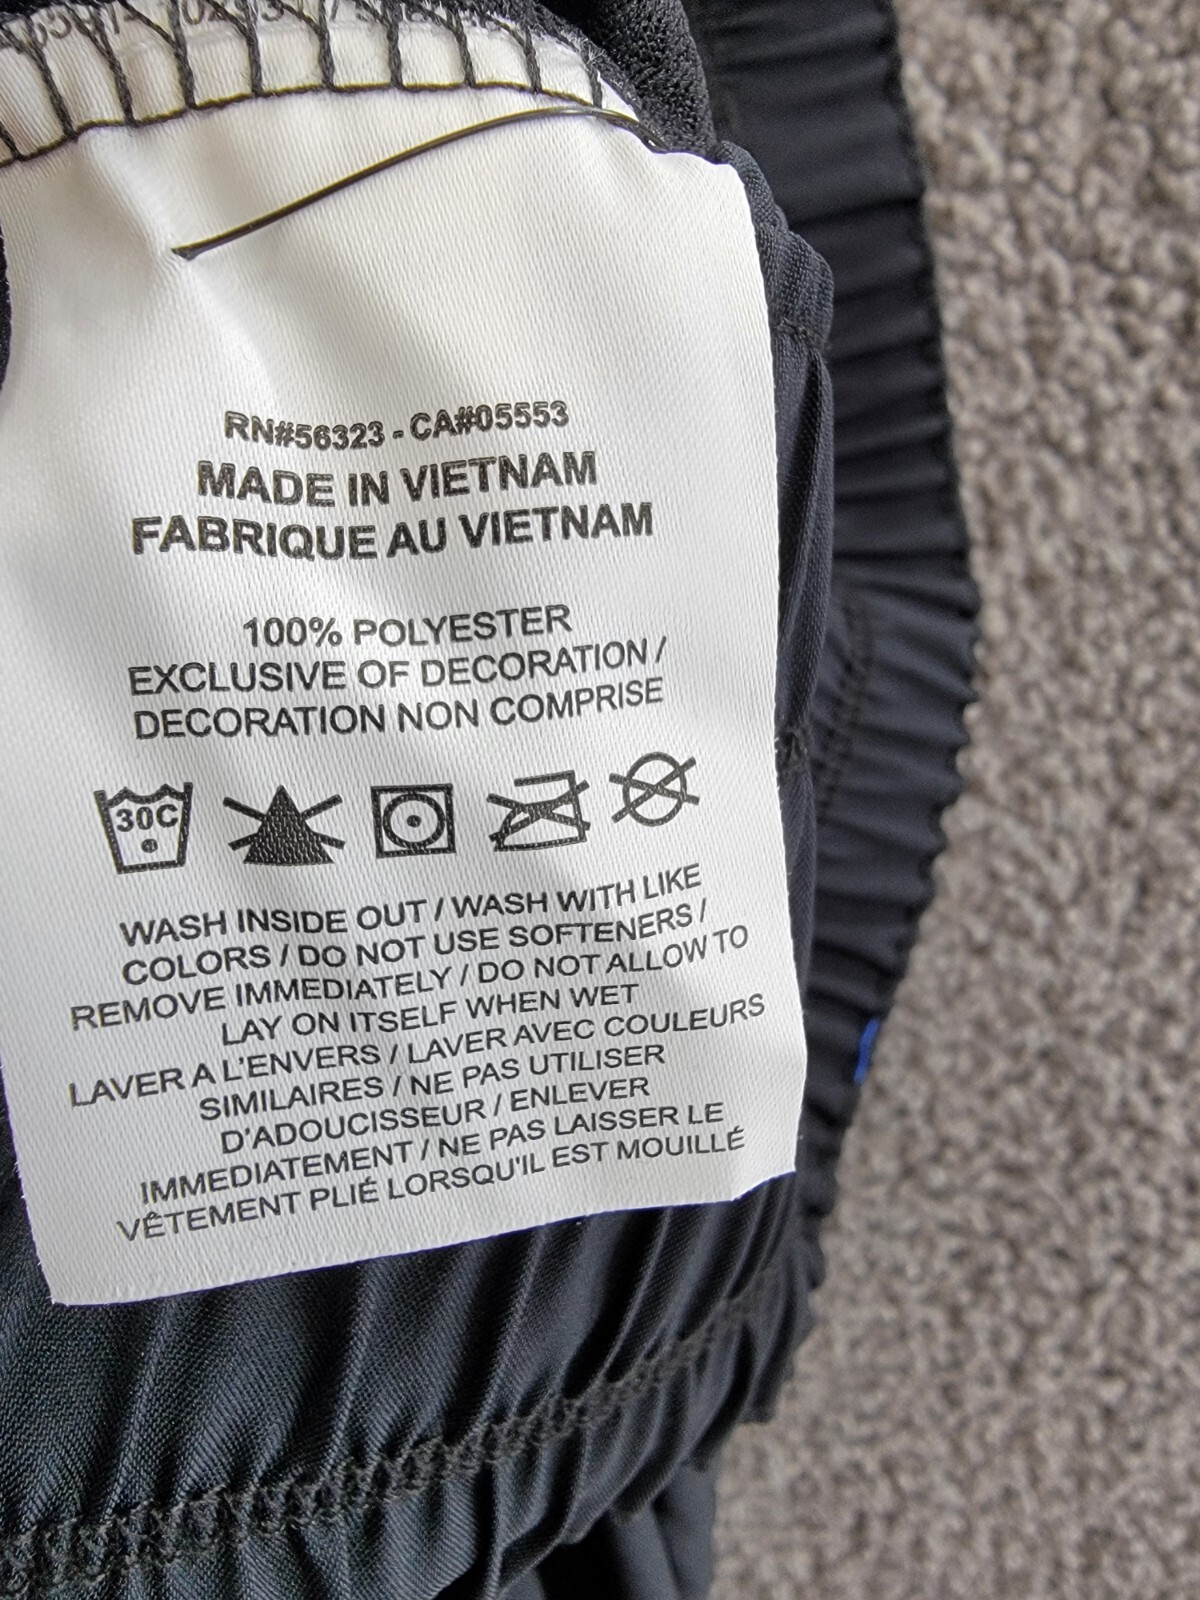 RN#56323 - CA#05553
MADE IN VIETNAM
FABRIQUE AU VIETNAM
100% POLYESTER
EXCLUSIVE OF DECORATION /
DECORATION NON COMPRISE
30C
WASH INSIDE OUT / WASH WITH LIKE
COLORS / DO NOT USE SOFTENERS /
REMOVE IMMEDIATELY / DO NOT ALLOW TO
LAY ON ITSELF WHEN WET
LAVER A L'ENVERS / LAVER AVEC COULEURS
SIMILAIRES / NE PAS UTILISER
D'ADOUCISSEUR / ENLEVER
IMMEDIATEMENT / NE PAS LAISSER LE
VÊTEMENT PLIÉ LORSQU'IL EST MOUILLÉ